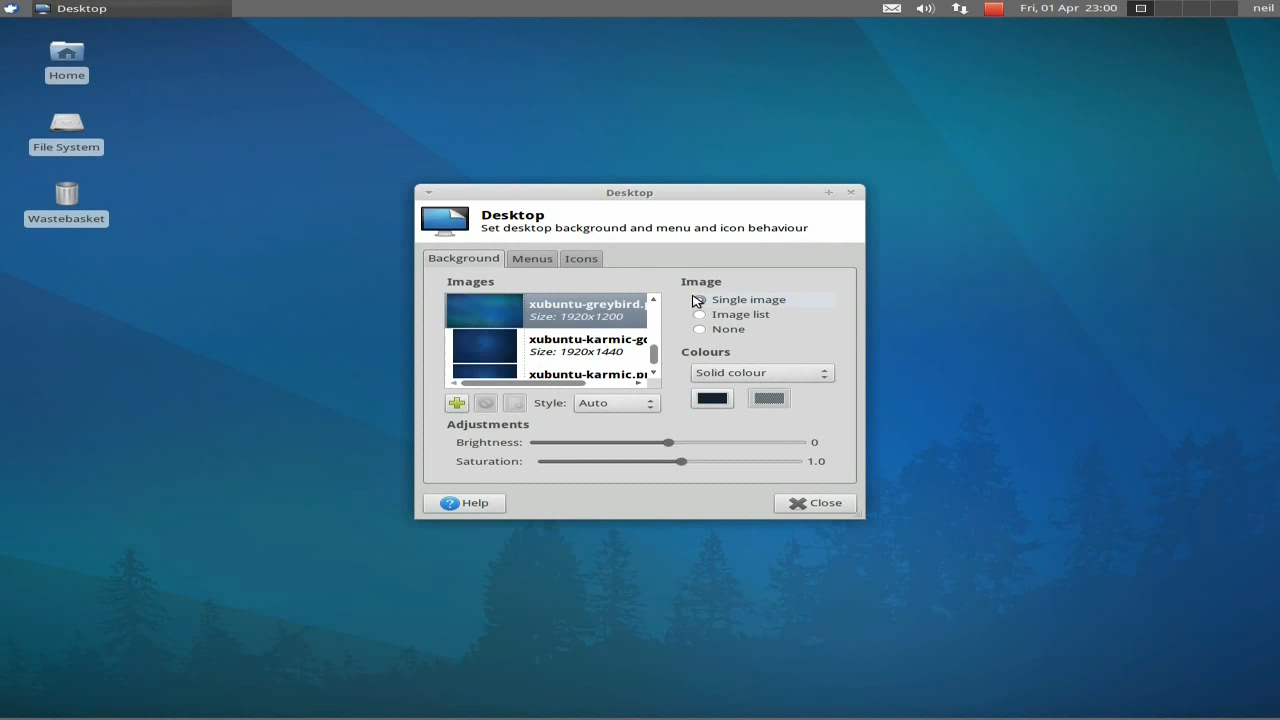 Desktop
Fri, 01 Apr 23:00
neil
Home
File System
Wastebasket
Desktop
Desktop
Set desktop background and menu and icon behaviour
Background
Menus
Icons
Images
xubuntu-greybird.
Size: 1920x1200
xubuntu-karmic-g
Size: 1920x1440
xubuntu-karmic.p
Style:
Auto
Image
Single image
Image list
None
Colours
Solid colour
Adjustments
Brightness:
0
Saturation:
1.0
? Help
Close